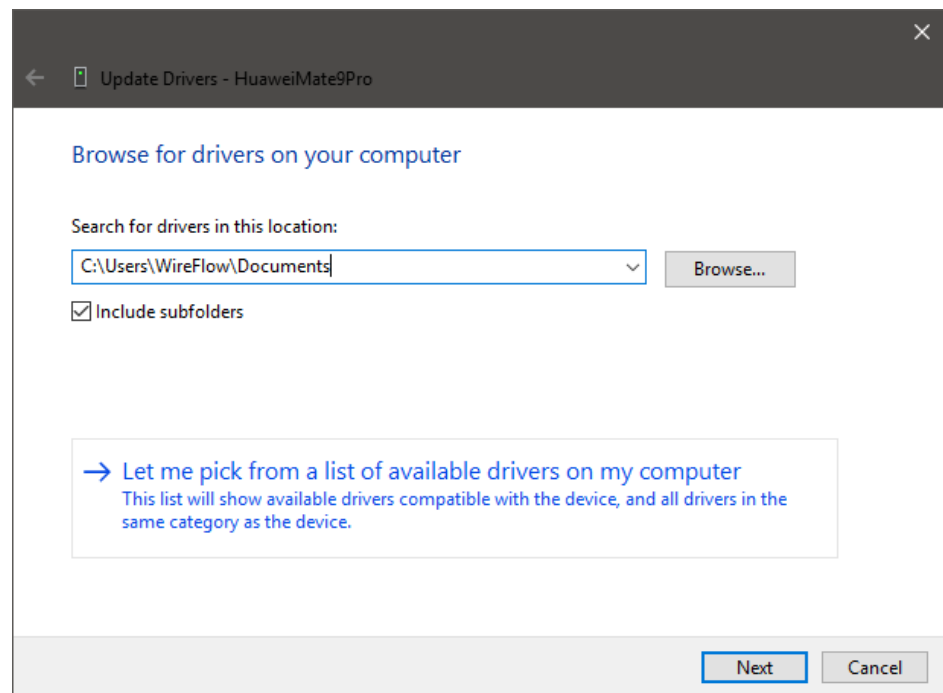 Update Drivers - HuaweiMate9Pro
Browse for drivers on your computer
Search for drivers in this location:
C:\Users\WireFlow\Documents
Browse...
Include subfolders
Let me pick from a list of available drivers on my computer
This list will show available drivers compatible with the device, and all drivers in the
same category as the device.
Next
Cancel